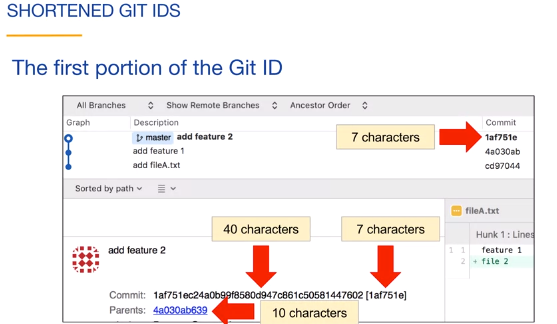 SHORTENED GIT IDS
The first portion of the Git ID
All Branches Show Remote Branches Ancestor Order
Graph Description Commit
master add feature 2 1af751e
7 characters
add feature 1 4a030ab
add fileA.txt cd97044
Sorted by path
fileA.txt
Hunk 1 : Lines
40 characters 7 characters
add feature 2
1 1 feature 1
2 + file 2
Commit: 1af751ec24a0b99f8580d947c861c50581447602 [1af751e]
Parents: 4a030ab639
10 characters